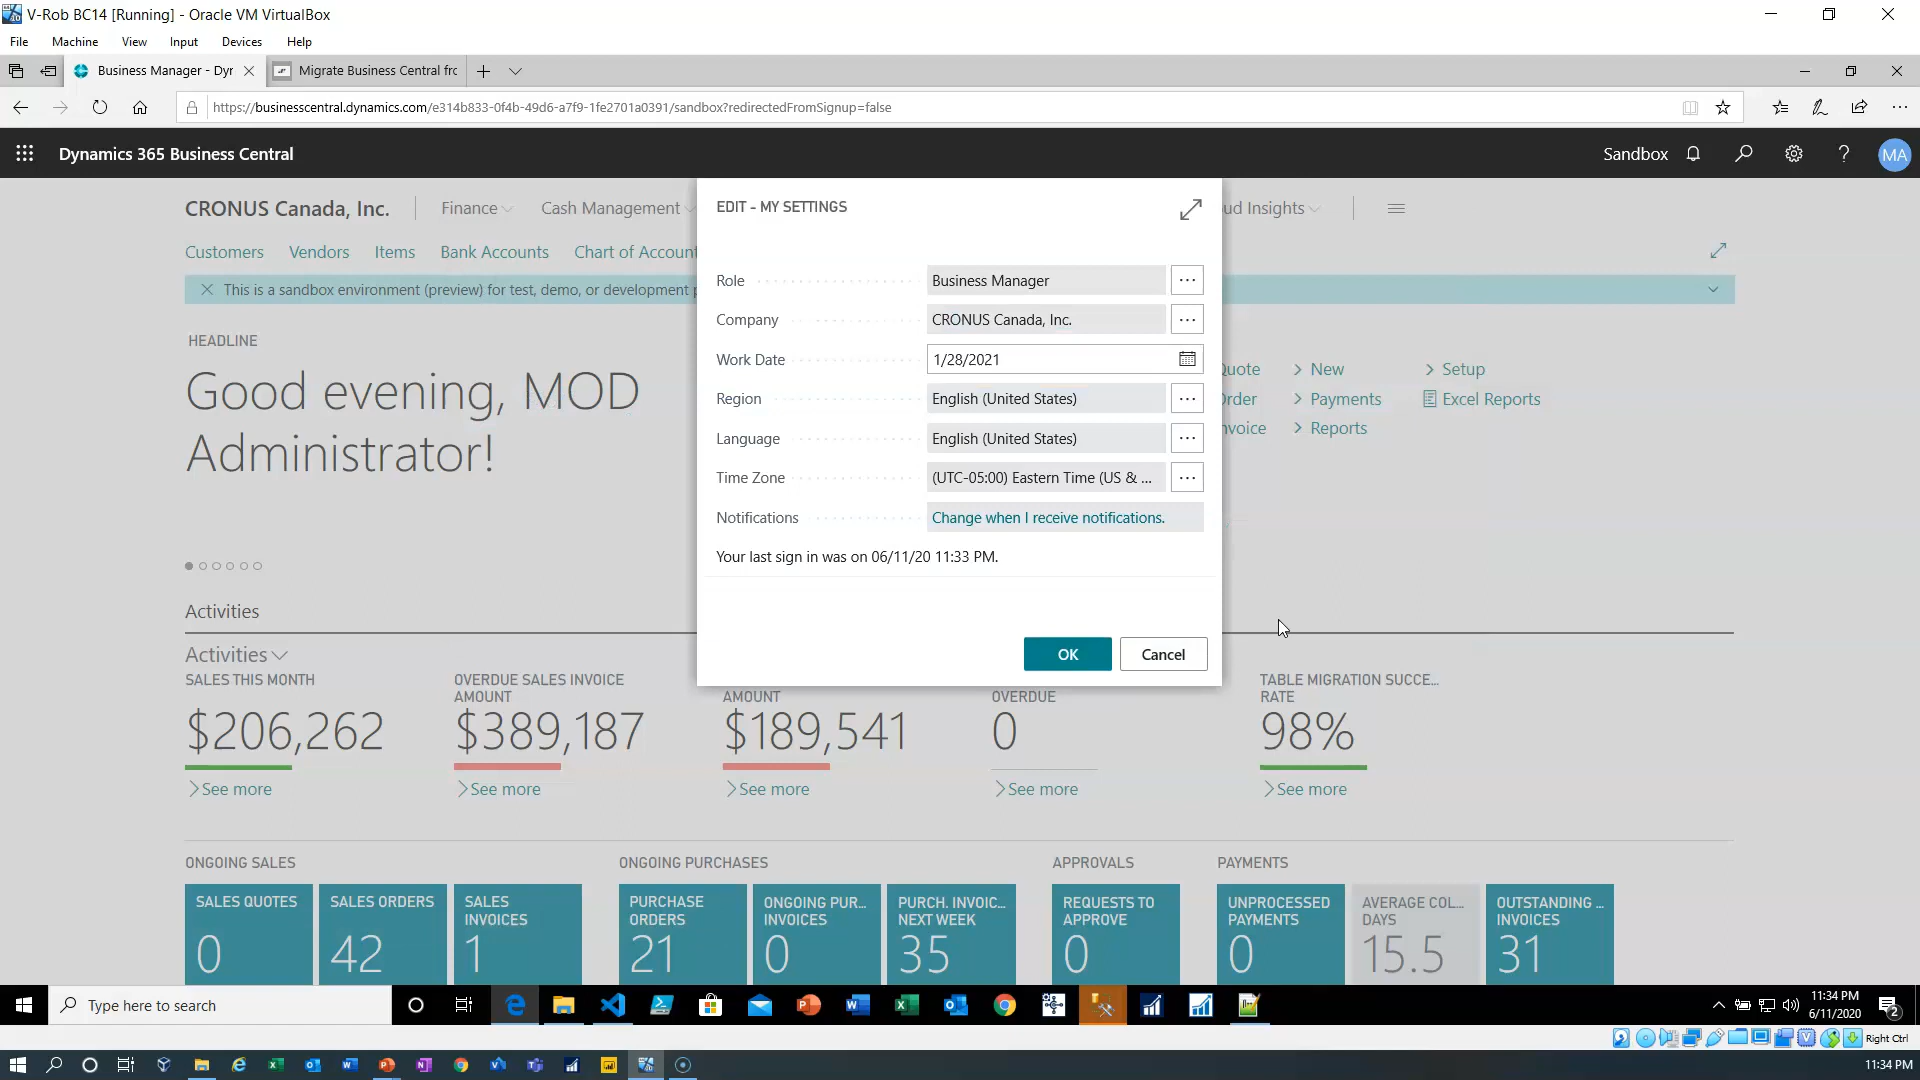 V-Rob BC14 [Running] - Oracle VM VirtualBox
File Machine View Input Devices Help
Business Manager - Dyr
Migrate Business Central frc
https://businesscentral.dynamics.com/e314b833-0f4b-49d6-a7f9-1fe2701a0391/sandbox?redirectedFromSignup=false
Dynamics 365 Business Central
Sandbox
?
MA
CRONUS Canada, Inc.
Finance
Cash Management
ud Insights
Customers
Vendors
Items
Bank Accounts
Chart of Account
This is a sandbox environment (preview) for test, demo, or development p
HEADLINE
Good evening, MOD
Administrator!
Quote
Order
nvoice
> New
> Payments
> Reports
> Setup
Excel Reports
EDIT - MY SETTINGS
Role
Business Manager
...
Company
CRONUS Canada, Inc.
...
Work Date
1/28/2021
Region
English (United States)
...
Language
English (United States)
...
Time Zone
(UTC-05:00) Eastern Time (US & ...
...
Notifications
Change when I receive notifications.
Your last sign in was on 06/11/20 11:33 PM.
OK
Cancel
Activities
Activities
SALES THIS MONTH
$206,262
> See more
OVERDUE SALES INVOICE
AMOUNT
$389,187
> See more
AMOUNT
$189,541
> See more
OVERDUE
0
> See more
TABLE MIGRATION SUCCE...
RATE
98%
> See more
ONGOING SALES
SALES QUOTES
0
SALES ORDERS
42
SALES
INVOICES
1
ONGOING PURCHASES
PURCHASE
ORDERS
21
ONGOING PUR...
INVOICES
0
PURCH. INVOIC...
NEXT WEEK
35
APPROVALS
REQUESTS TO
APPROVE
0
PAYMENTS
UNPROCESSED
PAYMENTS
0
AVERAGE COL...
DAYS
15.5
OUTSTANDING ...
INVOICES
31
Type here to search
11:34 PM
6/11/2020
2
Right Ctrl
11:34 PM